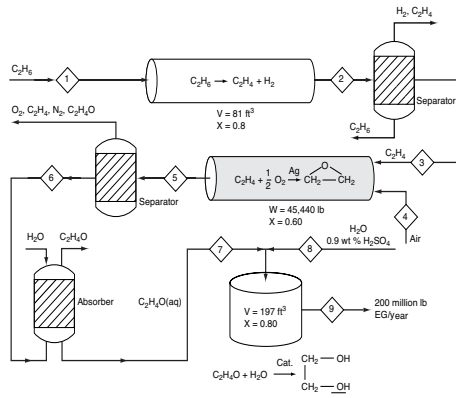 H₂, C₂H₄
C₂H₆
1
C₂H₆ → C₂H₄ + H₂
2
V = 81 ft³
X = 0.8
Separator
C₂H₆
O₂, C₂H₄, N₂, C₂H₄O
C₂H₄
3
6
5
C₂H₄ + 1/2 O₂ Ag → CH₂—CH₂ O
Separator
W = 45,440 lb
X = 0.60
4
Air
H₂O
C₂H₄O
7
H₂O
0.9 wt % H₂SO₄
8
Absorber
C₂H₄O(aq)
V = 197 ft³
X = 0.80
9
200 million lb
EG/year
Cat.
CH₂—OH
C₂H₄O + H₂O →
CH₂—OH